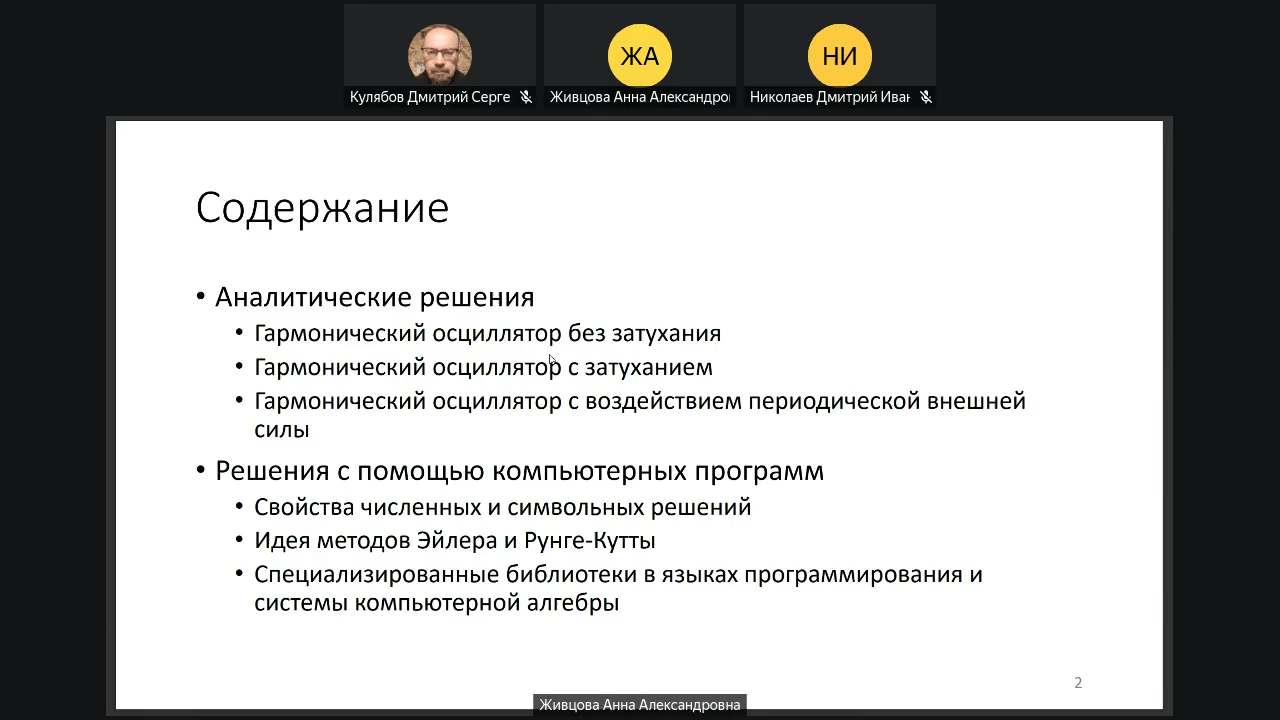 ЖА
НИ
Кулябов Дмитрий Серге
Живцова Анна Александро
Николаев Дмитрий Иван
Содержание
• Аналитические решения
• Гармонический осциллятор без затухания
• Гармонический осциллятор с затуханием
• Гармонический осциллятор с воздействием периодической внешней
силы
• Решения с помощью компьютерных программ
• Свойства численных и символьных решений
• Идея методов Эйлера и Рунге-Кутты
• Специализированные библиотеки в языках программирования и
системы компьютерной алгебры
2
Живцова Анна Александровна